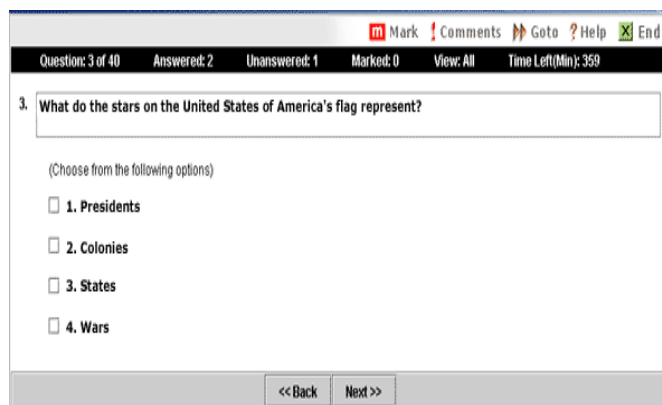 m Mark ! Comments Goto ? Help X End
Question: 3 of 40 Answered: 2 Unanswered: 1 Marked: 0 View: All Time Left(Min): 359
3. What do the stars on the United States of America's flag represent?
(Choose from the following options)
1. Presidents
2. Colonies
3. States
4. Wars
<< Back Next >>